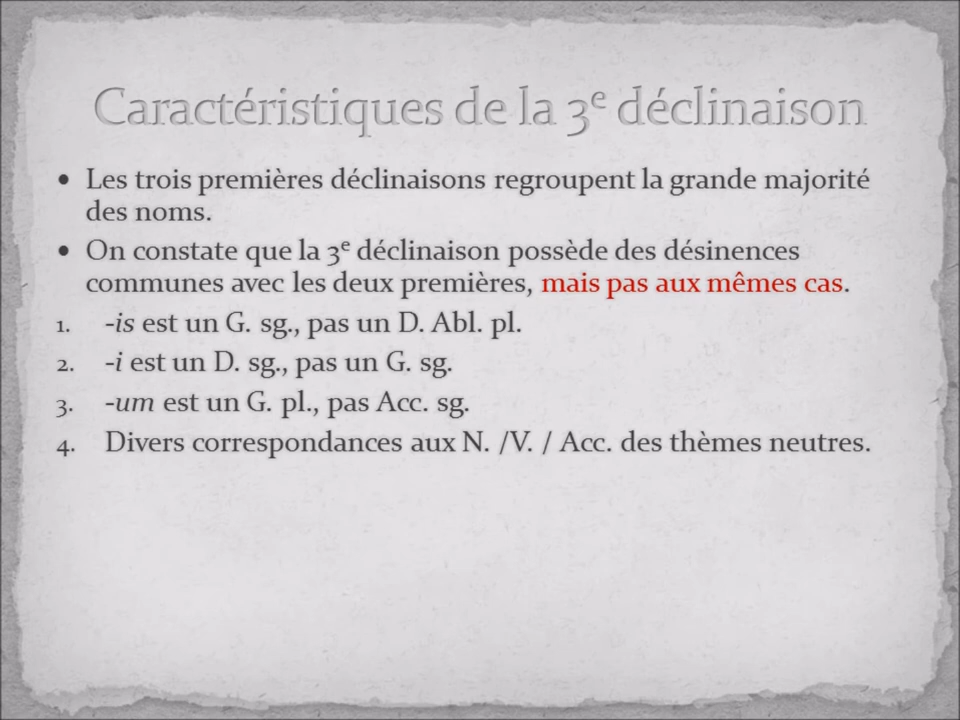 Caractéristiques de la 3e déclinaison
• Les trois premières déclinaisons regroupent la grande majorité
des noms.
• On constate que la 3e déclinaison possède des désinences
communes avec les deux premières, mais pas aux mêmes cas.
1. -is est un G. sg., pas un D. Abl. pl.
2. -i est un D. sg., pas un G. sg.
3. -um est un G. pl., pas Acc. sg.
4. Divers correspondances aux N. /V. / Acc. des thèmes neutres.